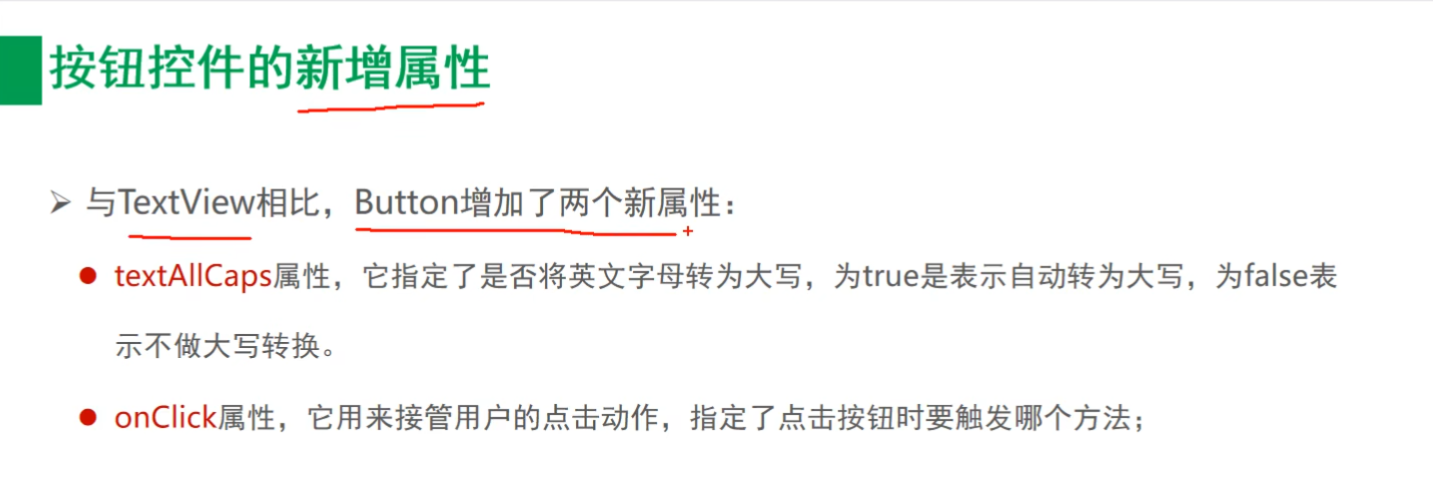 按钮控件的新增属性
与TextView相比，Button增加了两个新属性：
textAllCaps属性，它指定了是否将英文字母转为大写，为true是表示自动转为大写，为false表
示不做大写转换。
onClick属性，它用来接管用户的点击动作，指定了点击按钮时要触发哪个方法；